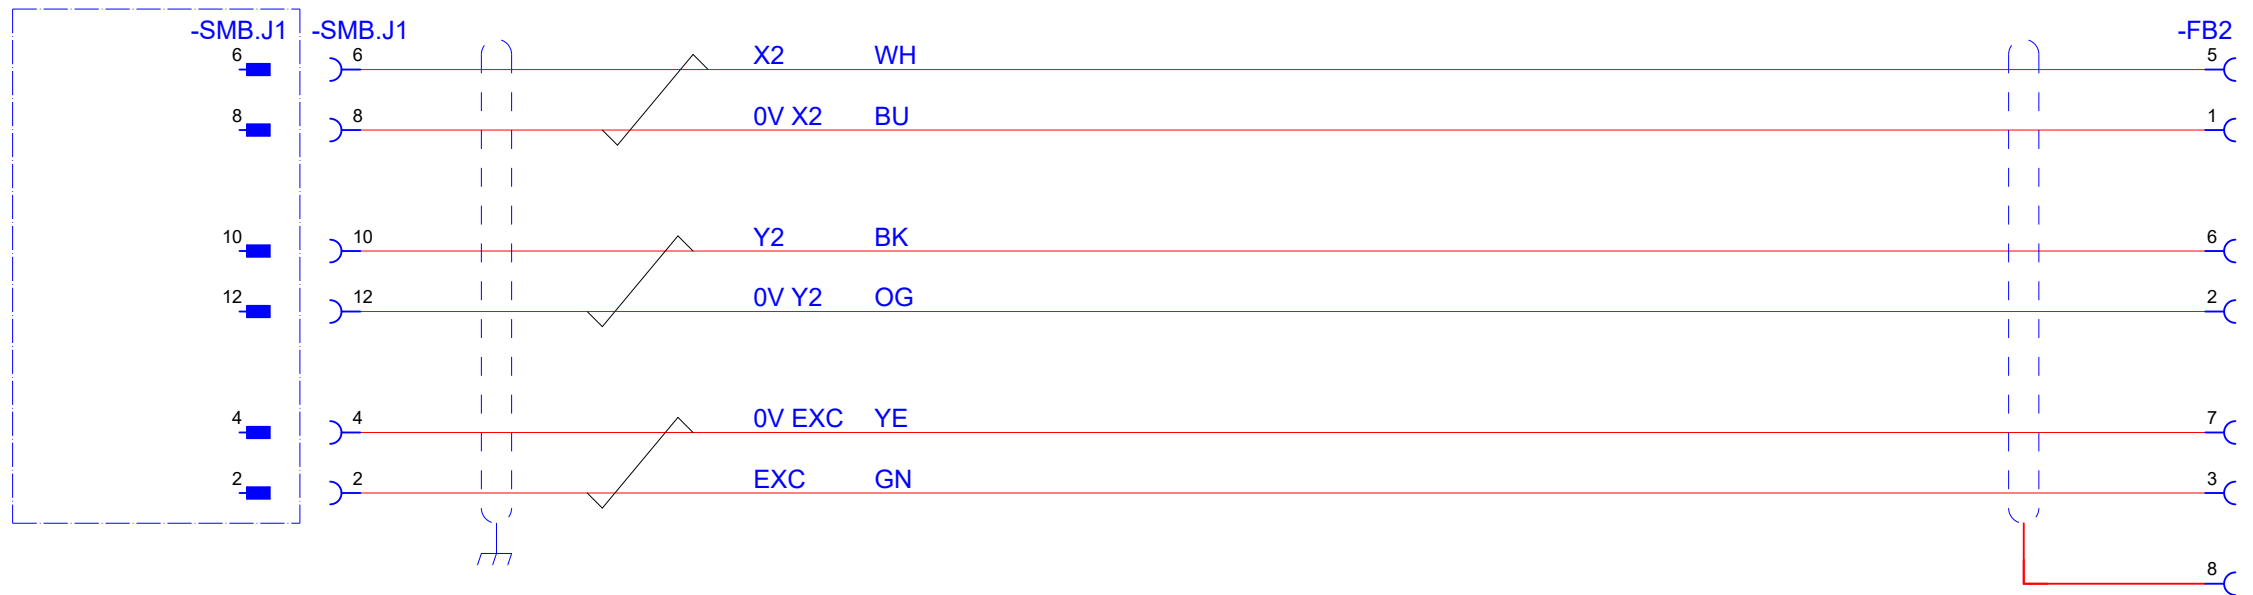 -SMB.J1 -SMB.J1 -FB2
6 6 X2 WH 5
8 8 0V X2 BU 1
10 10 Y2 BK 6
12 12 0V Y2 OG 2
4 4 0V EXC YE 7
2 2 EXC GN 3
8